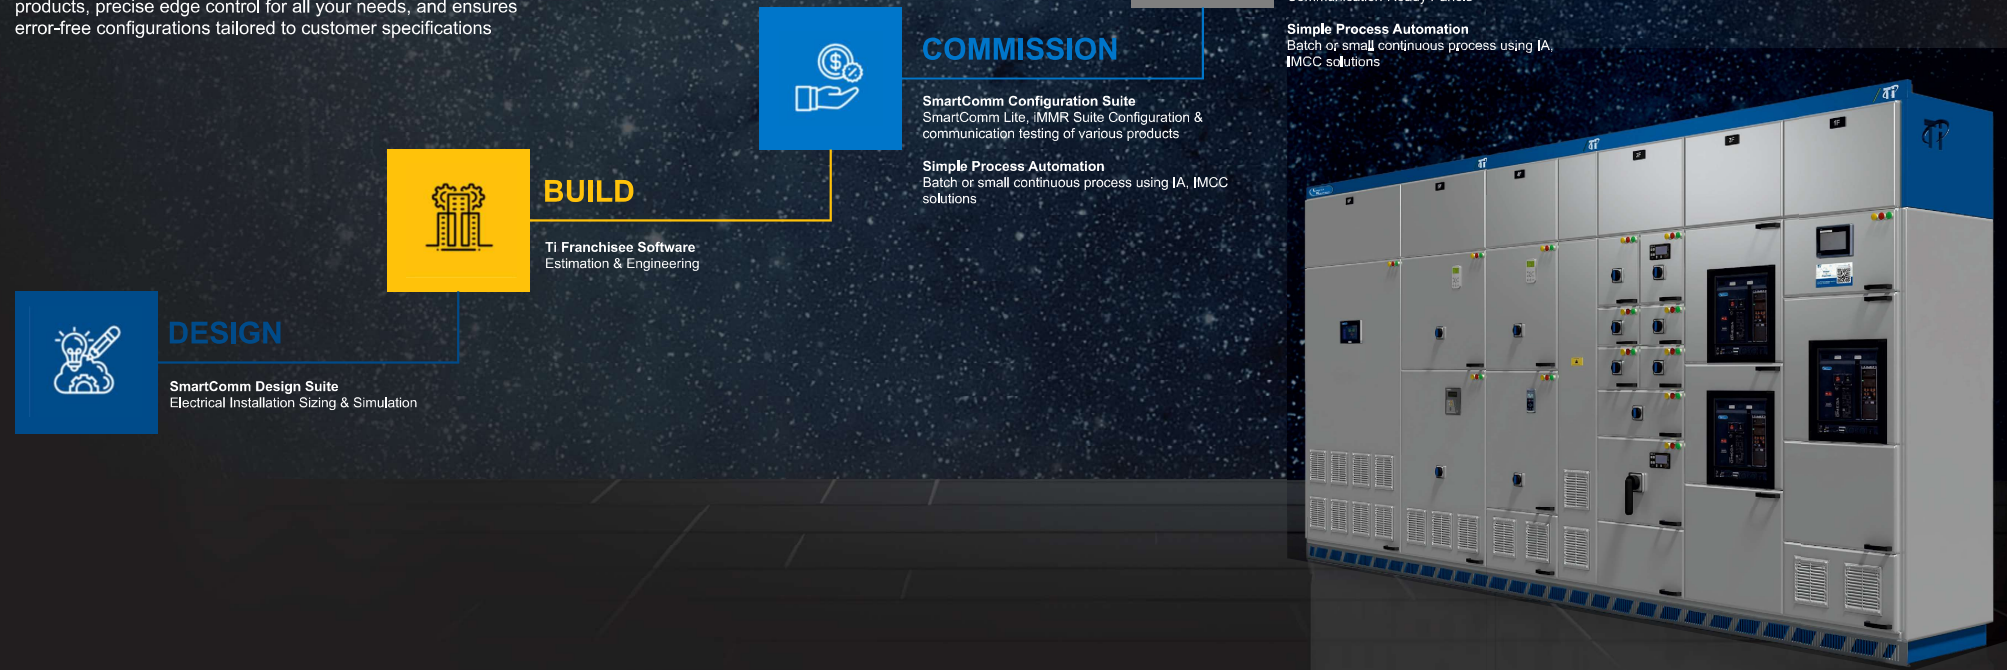 products, precise edge control for all your needs, and ensures
error-free configurations tailored to customer specifications
Communication Ready Panels
Simple Process Automation
Batch or small continuous process using IA,
IMCC solutions
COMMISSION
SmartComm Configuration Suite
SmartComm Lite, iMMR Suite Configuration &
communication testing of various products
Simple Process Automation
Batch or small continuous process using IA, IMCC
solutions
BUILD
Ti Franchisee Software
Estimation & Engineering
DESIGN
SmartComm Design Suite
Electrical Installation Sizing & Simulation